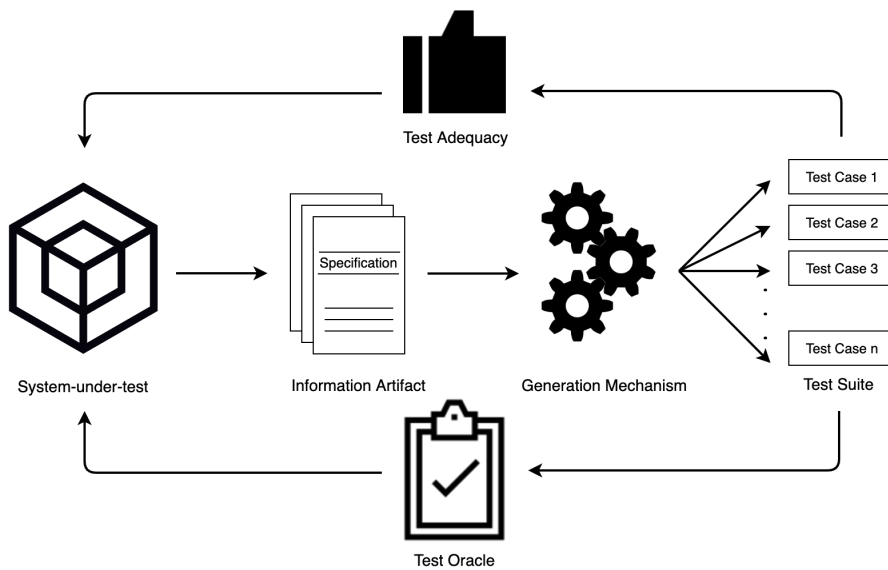 Test Adequacy
Test Case 1
Test Case 2
Specification
Test Case 3
Test Case n
System-under-test
Information Artifact
Generation Mechanism
Test Suite
Test Oracle